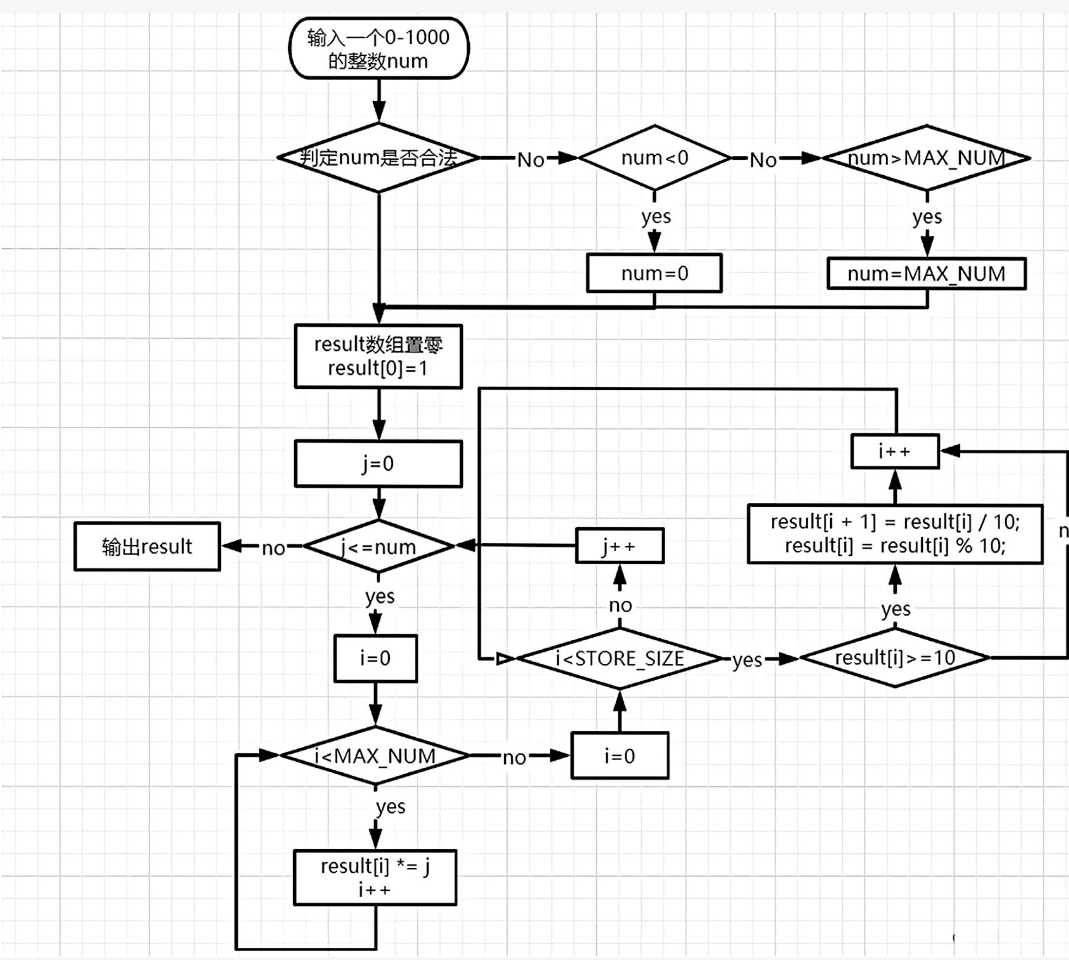 输入一个0-1000
的整数num
判定num是否合法
No
num<0
No
num>MAX_NUM
yes
yes
num=0
num=MAX_NUM
result数组置零
result[0]=1
j=0
i++
result[i + 1] = result[i] / 10;
result[i] = result[i] % 10;
输出result
no
j<=num
j++
yes
no
yes
i=0
i<STORE_SIZE
yes
result[i]>=10
i<MAX_NUM
no
i=0
yes
result[i] *= j
i++